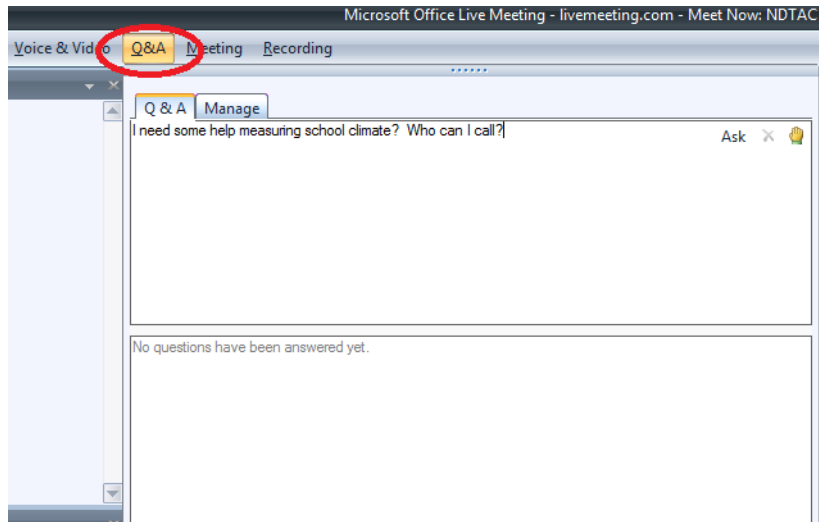 Microsoft Office Live Meeting - livemeeting.com - Meet Now: NDTAC
Voice & Video Q&A Meeting Recording
Q & A Manage
I need some help measuring school climate? Who can I call?
Ask
No questions have been answered yet.